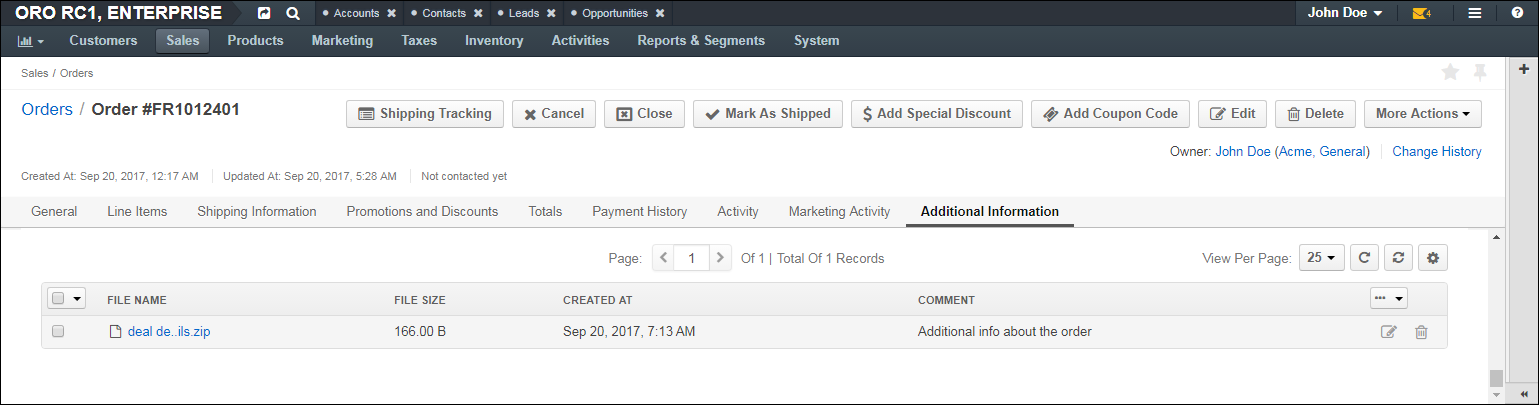 ORO RC1, ENTERPRISE
• Accounts × • Contacts × • Leads × • Opportunities × John Doe 4
Customers Sales Products Marketing Taxes Inventory Activities Reports & Segments System
Sales / Orders
Orders / Order #FR1012401
Shipping Tracking Cancel Close Mark As Shipped $ Add Special Discount Add Coupon Code Edit Delete More Actions
Owner: John Doe (Acme, General) Change History
Created At: Sep 20, 2017, 12:17 AM Updated At: Sep 20, 2017, 5:28 AM Not contacted yet
General Line Items Shipping Information Promotions and Discounts Totals Payment History Activity Marketing Activity Additional Information
Page: 1 Of 1 | Total Of 1 Records View Per Page: 25
FILE NAME FILE SIZE CREATED AT COMMENT
deal de..ils.zip 166.00 B Sep 20, 2017, 7:13 AM Additional info about the order